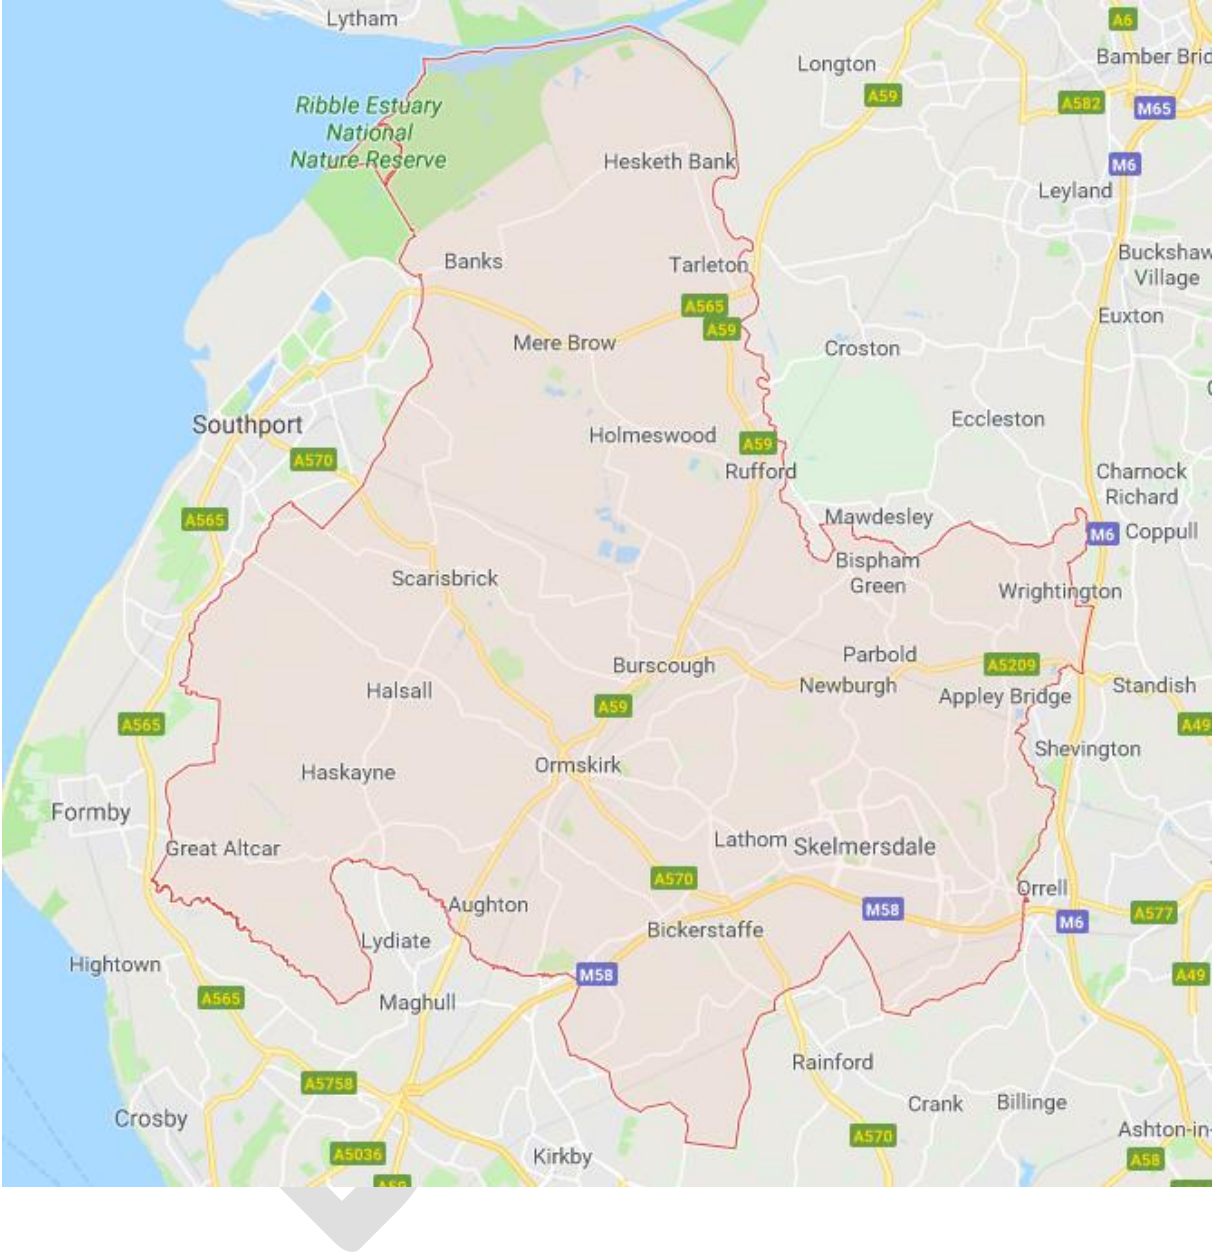 Lytham
A6
Bamber Brid
Longton
A59
A582
M65
Ribble Estuary
National
Nature Reserve
Hesketh Bank
M6
Leyland
Banks
Tarleton
Buckshaw
Village
A565
A59
Euxton
Mere Brow
Croston
Southport
Holmeswood
A59
Eccleston
A570
Rufford
Charnock
Richard
A565
Mawdesley
M6
Coppull
Bispham
Green
Scarisbrick
Wrightington
Burscough
Parbold
A5209
Halsall
Newburgh
Appley Bridge
Standish
A59
A565
A49
Shevington
Haskayne
Ormskirk
Formby
Great Altcar
Lathom
Skelmersdale
A570
Orrell
Aughton
M58
M6
A577
Bickerstaffe
Lydiate
Hightown
M58
A49
A565
Maghull
Rainford
A5758
Crank
Billinge
Crosby
A570
Ashton-in-
A5036
Kirkby
A58
A59